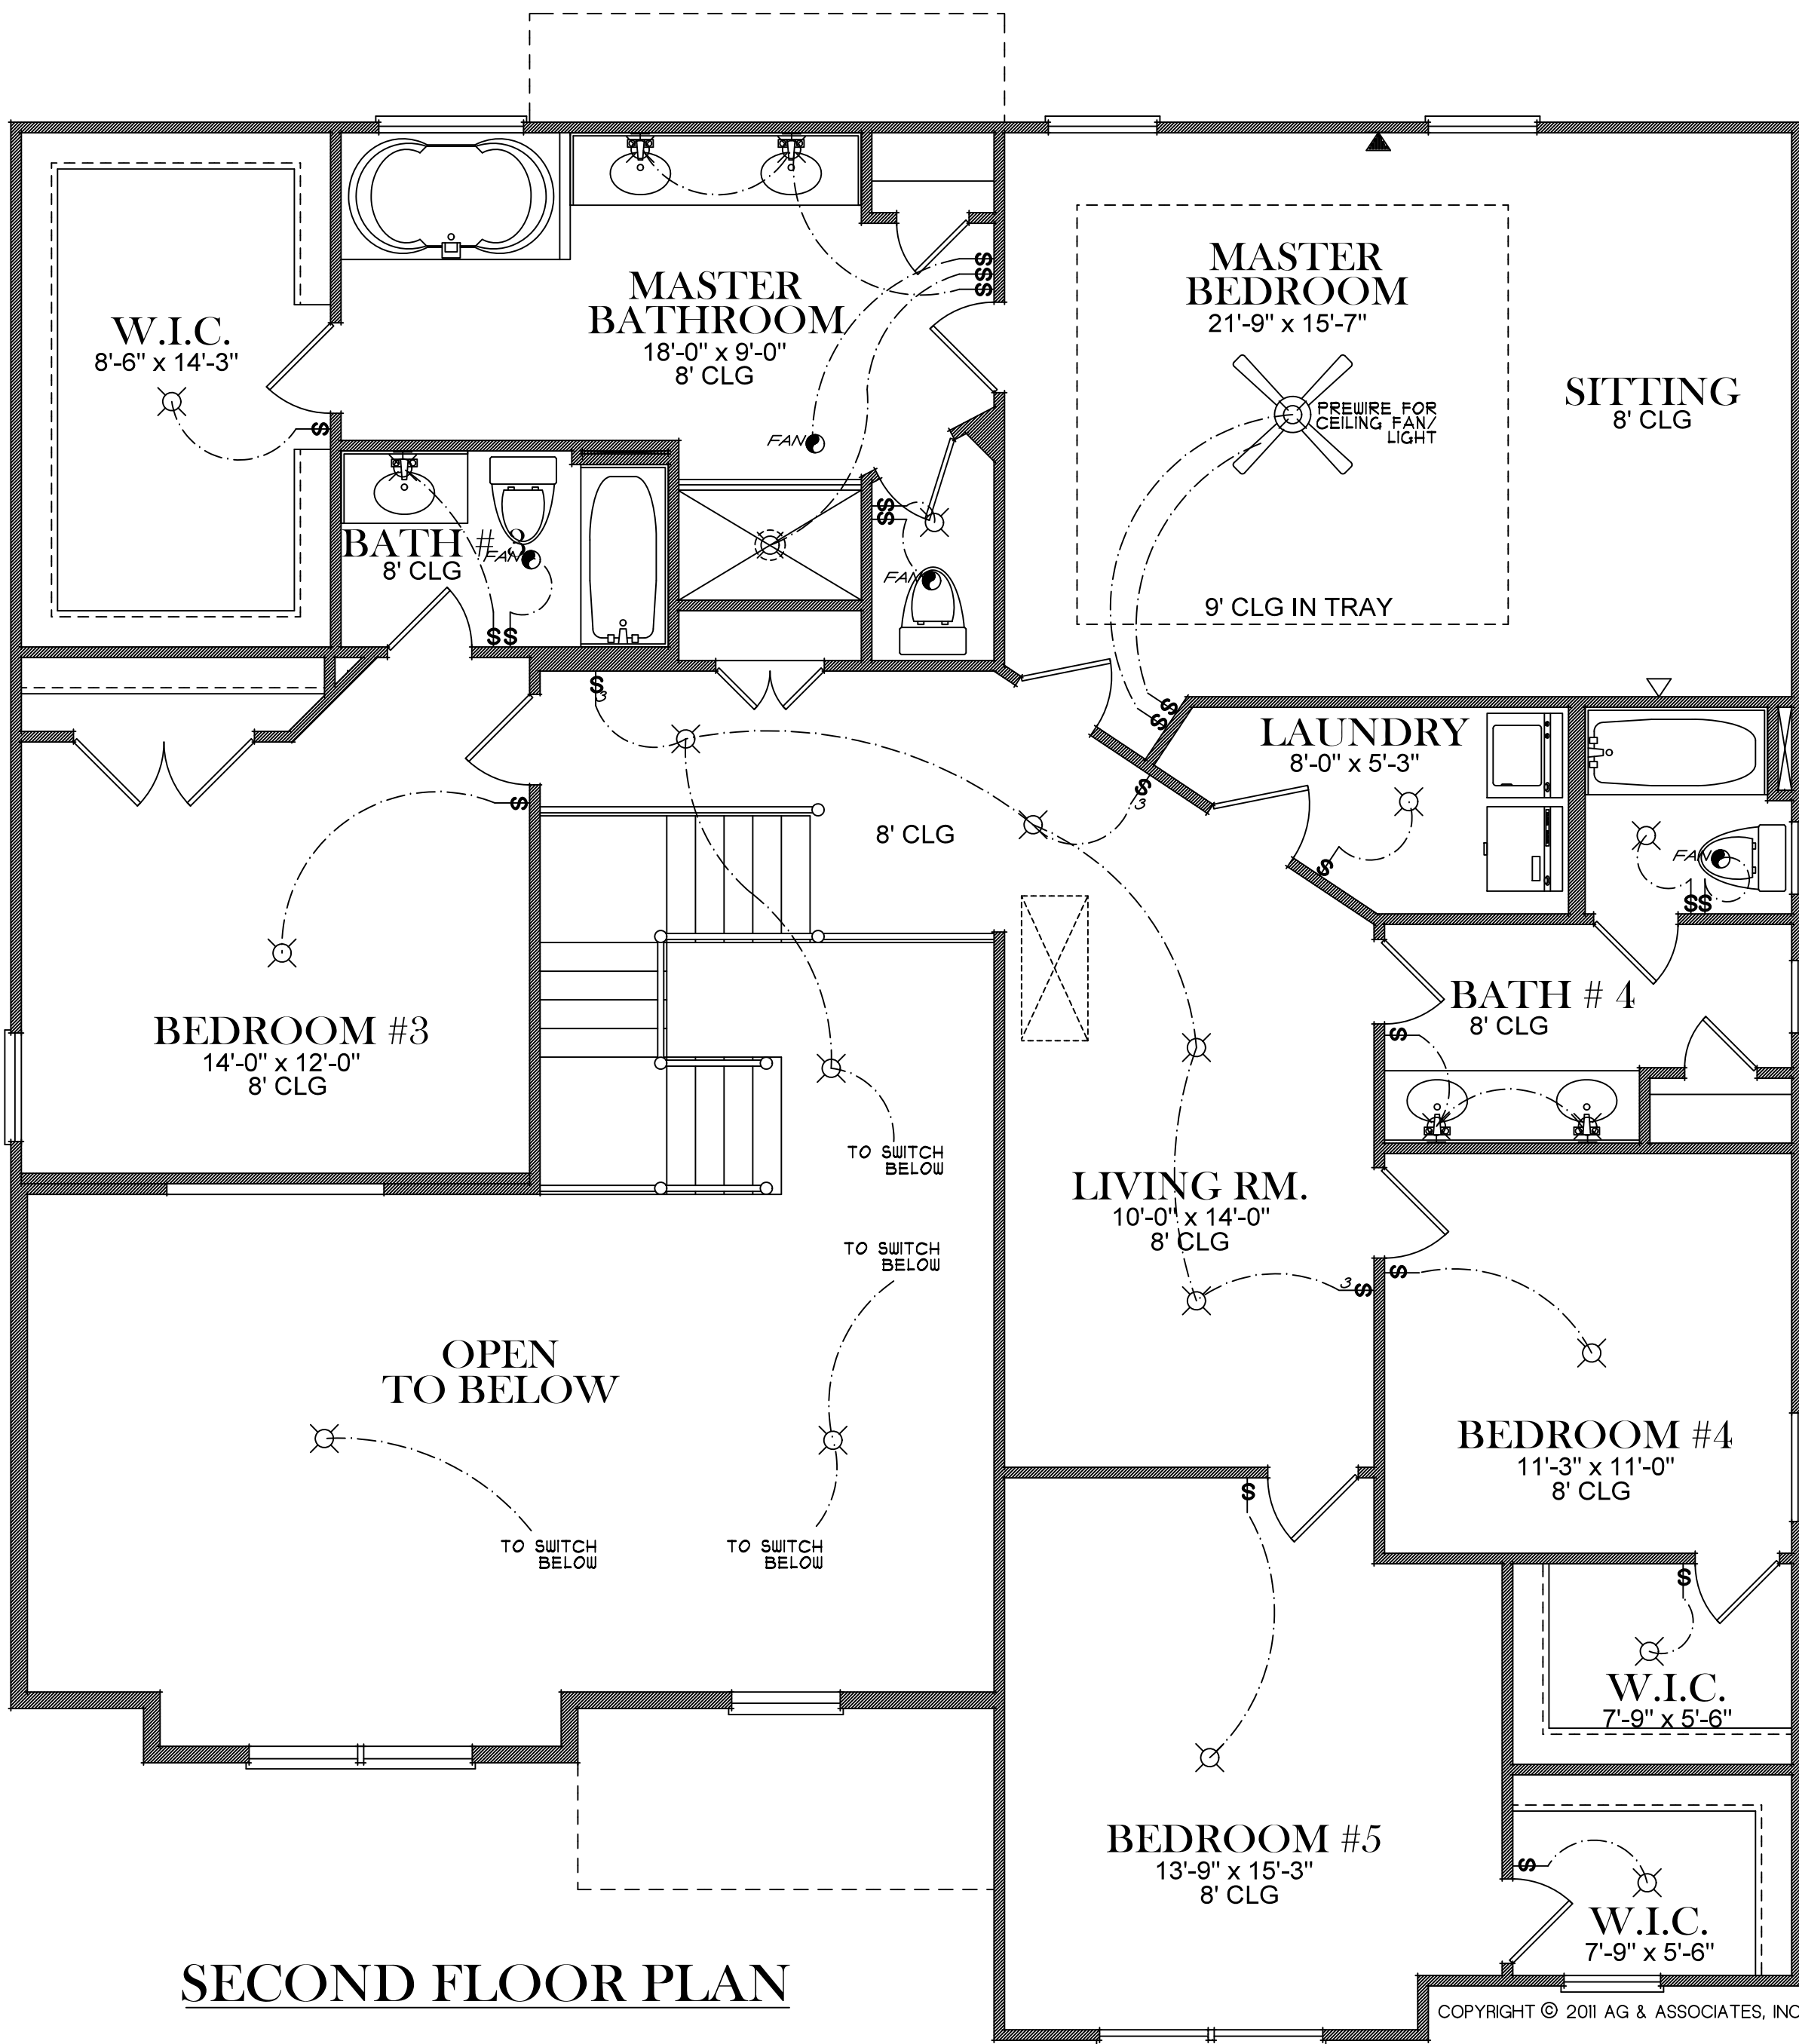 W.I.C.
8'-6" x 14'-3"
$
MASTER
BATHROOM
18'-0" x 9'-0"
8' CLG
$
$
$
FAN
MASTER
BEDROOM
21'-9" x 15'-7"
PREWIRE FOR
CEILING FAN/
LIGHT
9' CLG IN TRAY
SITTING
8' CLG
BATH # 3
8' CLG
FAN
$$
$
$
FAN
$
3
$
$
$
3
8' CLG
LAUNDRY
8'-0" x 5'-3"
$
FAN
$$
BATH # 4
8' CLG
$
$
BEDROOM #3
14'-0" x 12'-0"
8' CLG
TO SWITCH
BELOW
TO SWITCH
BELOW
LIVING RM.
10'-0" x 14'-0"
8' CLG
3 $
$
OPEN
TO BELOW
TO SWITCH
BELOW
TO SWITCH
BELOW
BEDROOM #4
11'-3" x 11'-0"
8' CLG
$
$
W.I.C.
7'-9" x 5'-6"
BEDROOM #5
13'-9" x 15'-3"
8' CLG
$
W.I.C.
7'-9" x 5'-6"
SECOND FLOOR PLAN
COPYRIGHT © 2011 AG & ASSOCIATES, INC